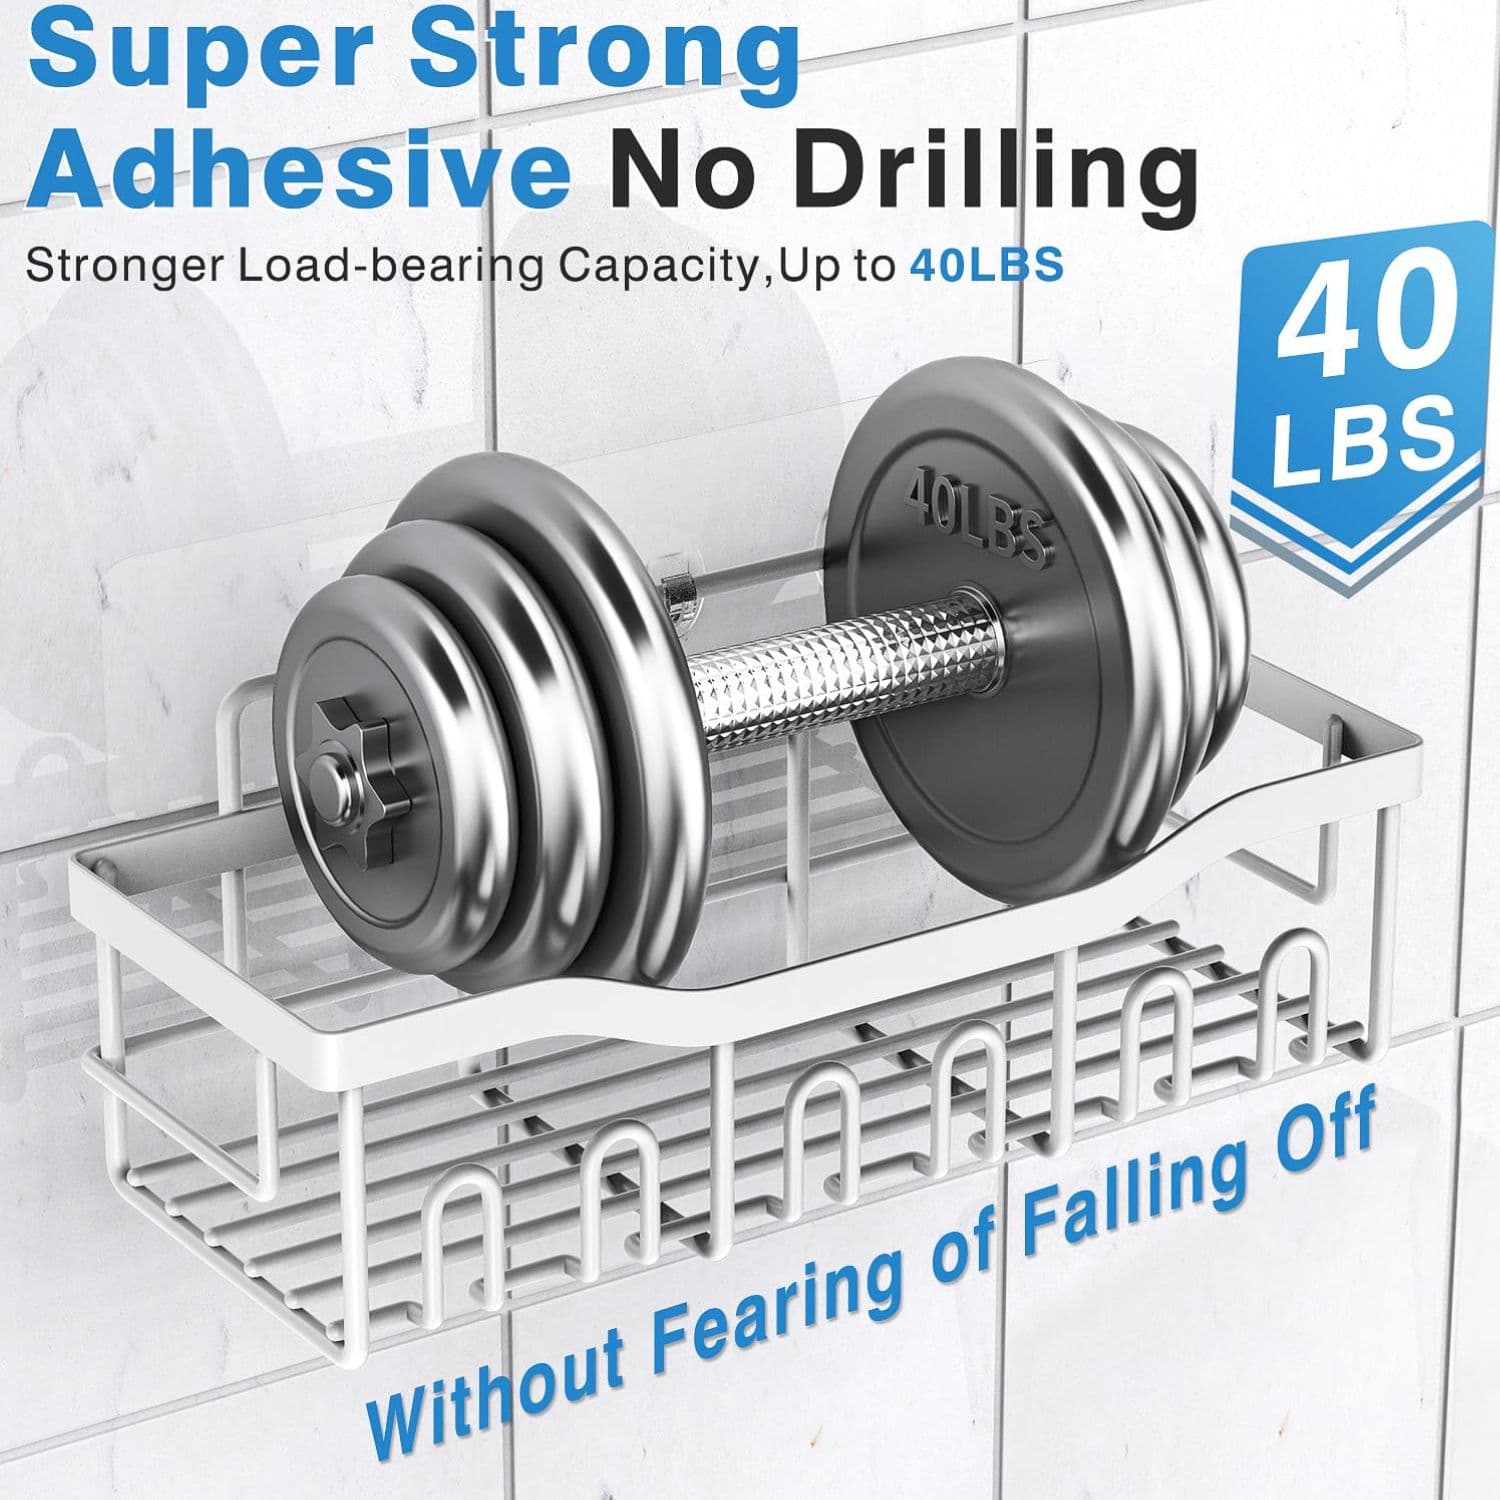 Super Strong
Adhesive No Drilling
Stronger Load-bearing Capacity,Up to 40LBS
40
LBS
40LBS
Without Fearing of Falling Off